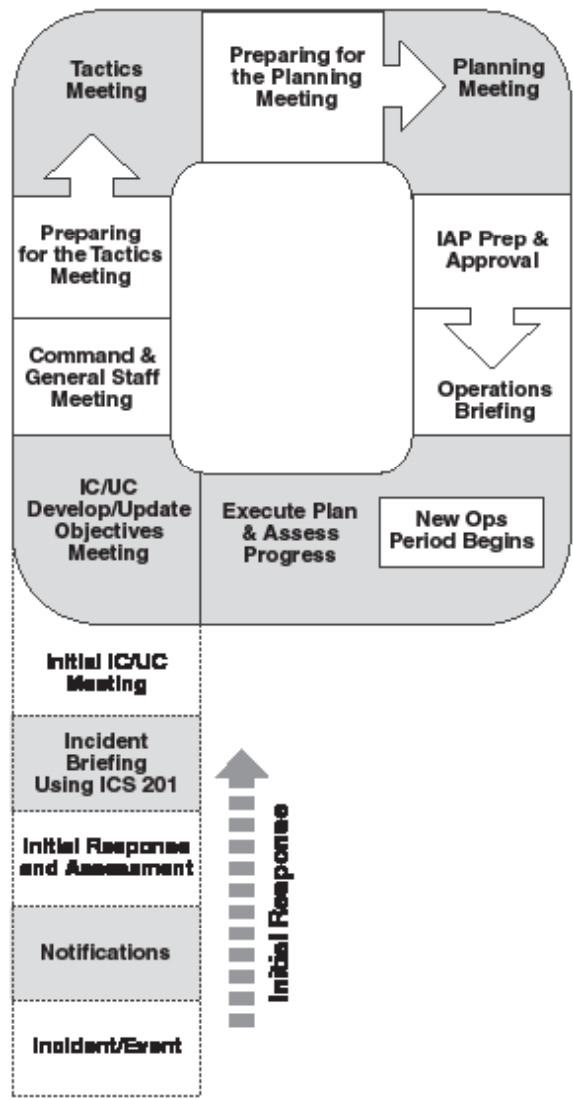 Tactics
Meeting
Preparing for
the Planning
Meeting
Planning
Meeting
Preparing
for the Tactics
Meeting
IAP Prep &
Approval
Command &
General Staff
Meeting
Operations
Briefing
IC/UC
Develop/Update
Objectives
Meeting
Execute Plan
& Assess
Progress
New Ops
Period Begins
Initial IC/UC
Meeting
Incident
Briefing
Using ICS 201
Initial Response
and Assessment
Notifications
Incident/Event
Initial Response